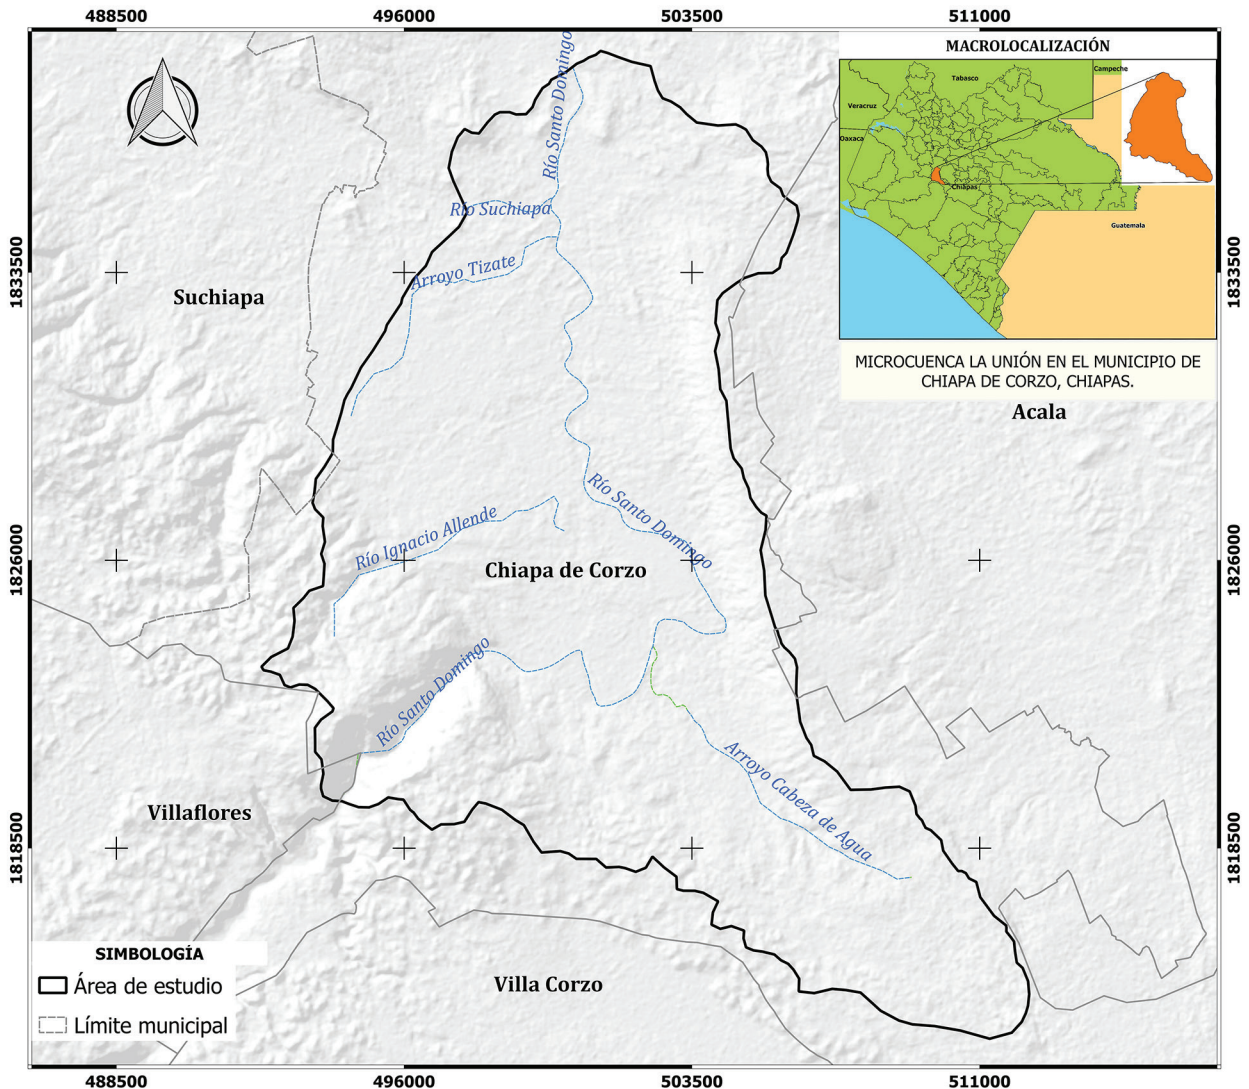 488500
496000
503500
511000
MACROLOCALIZACIÓN
Campeche
Tabasco
Veracruz
Oaxaca
Chiapas
Guatemala
MICROCUENCA LA UNIÓN EN EL MUNICIPIO DE
CHIAPA DE CORZO, CHIAPAS.
Río Santo Domingo
Río Suchiapa
Arroyo Tizate
1833500
1833500
Suchiapa
Acala
Río Santo Domingo
Río Ignacio Allende
1826000
1826000
Chiapa de Corzo
Río Santo Domingo
Arroyo Cabeza de Agua
Villaflores
1818500
1818500
SIMBOLOGÍA
Área de estudio
Límite municipal
Villa Corzo
488500
496000
503500
511000